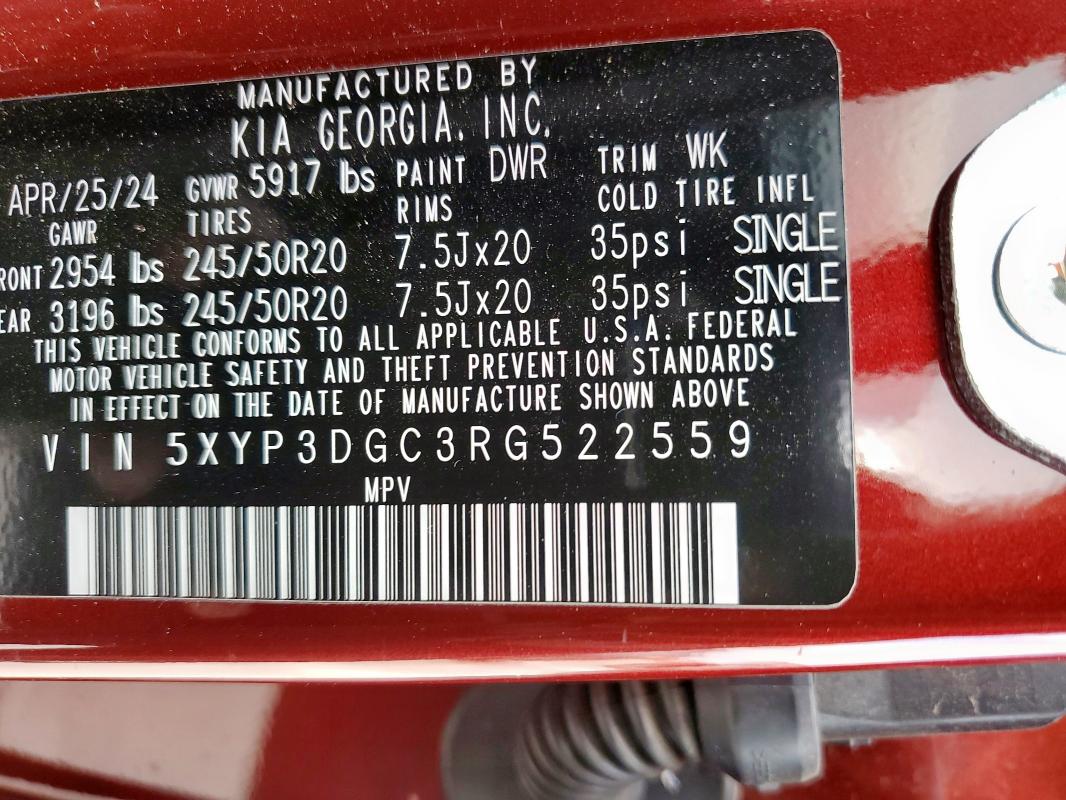 MANUFACTURED BY
KIA GEORGIA, INC.
APR/25/24 GVWR 5917 lbs PAINT DWR TRIM WK
GAWR TIRES RIMS COLD TIRE INFL
RONT 2954 lbs 245/50R20 7.5Jx20 35psi SINGLE
EAR 3196 lbs 245/50R20 7.5Jx20 35psi SINGLE
THIS VEHICLE CONFORMS TO ALL APPLICABLE U.S.A. FEDERAL
MOTOR VEHICLE SAFETY AND THEFT PREVENTION STANDARDS
IN EFFECT ON THE DATE OF MANUFACTURE SHOWN ABOVE
VIN 5XYP3DGC3RG522559
MPV